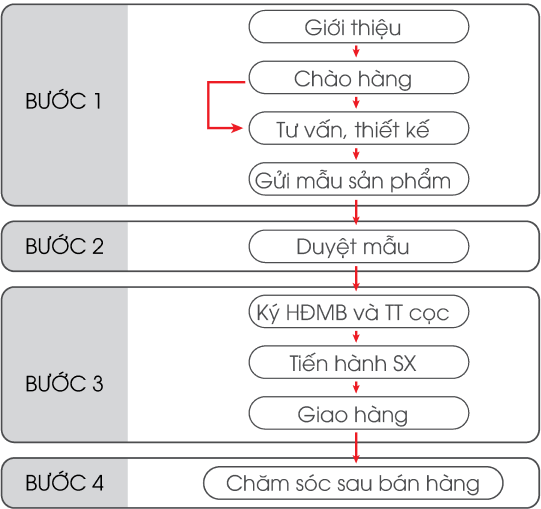 BƯỚC 1
Giới thiệu
Chào hàng
Tư vấn, thiết kế
Gửi mẫu sản phẩm
BƯỚC 2
Duyệt mẫu
BƯỚC 3
Ký HĐMB và TT cọc
Tiến hành SX
Giao hàng
BƯỚC 4
Chăm sóc sau bán hàng